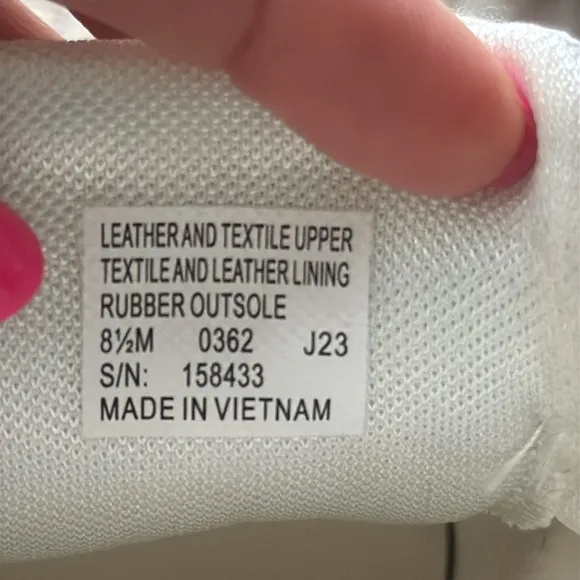 LEATHER AND TEXTILE UPPER
TEXTILE AND LEATHER LINING
RUBBER OUTSOLE
8½M 0362 J23
S/N: 158433
MADE IN VIETNAM